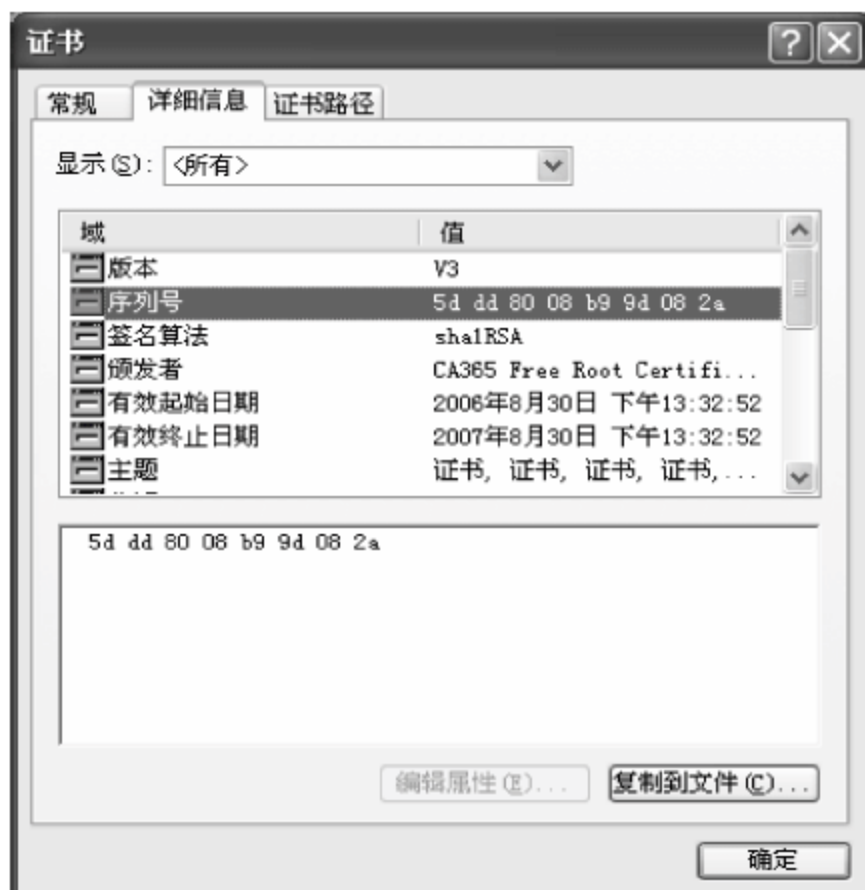 证书
常规 详细信息 证书路径
显示(S): <所有>
域 值
版本 V3
序列号 5d dd 80 08 b9 9d 08 2a
签名算法 sha1RSA
颁发者 CA365 Free Root Certifi...
有效起始日期 2006年8月30日 下午13:32:52
有效终止日期 2007年8月30日 下午13:32:52
主题 证书, 证书, 证书, 证书,...
5d dd 80 08 b9 9d 08 2a
编辑属性(E)... 复制到文件(C)...
确定